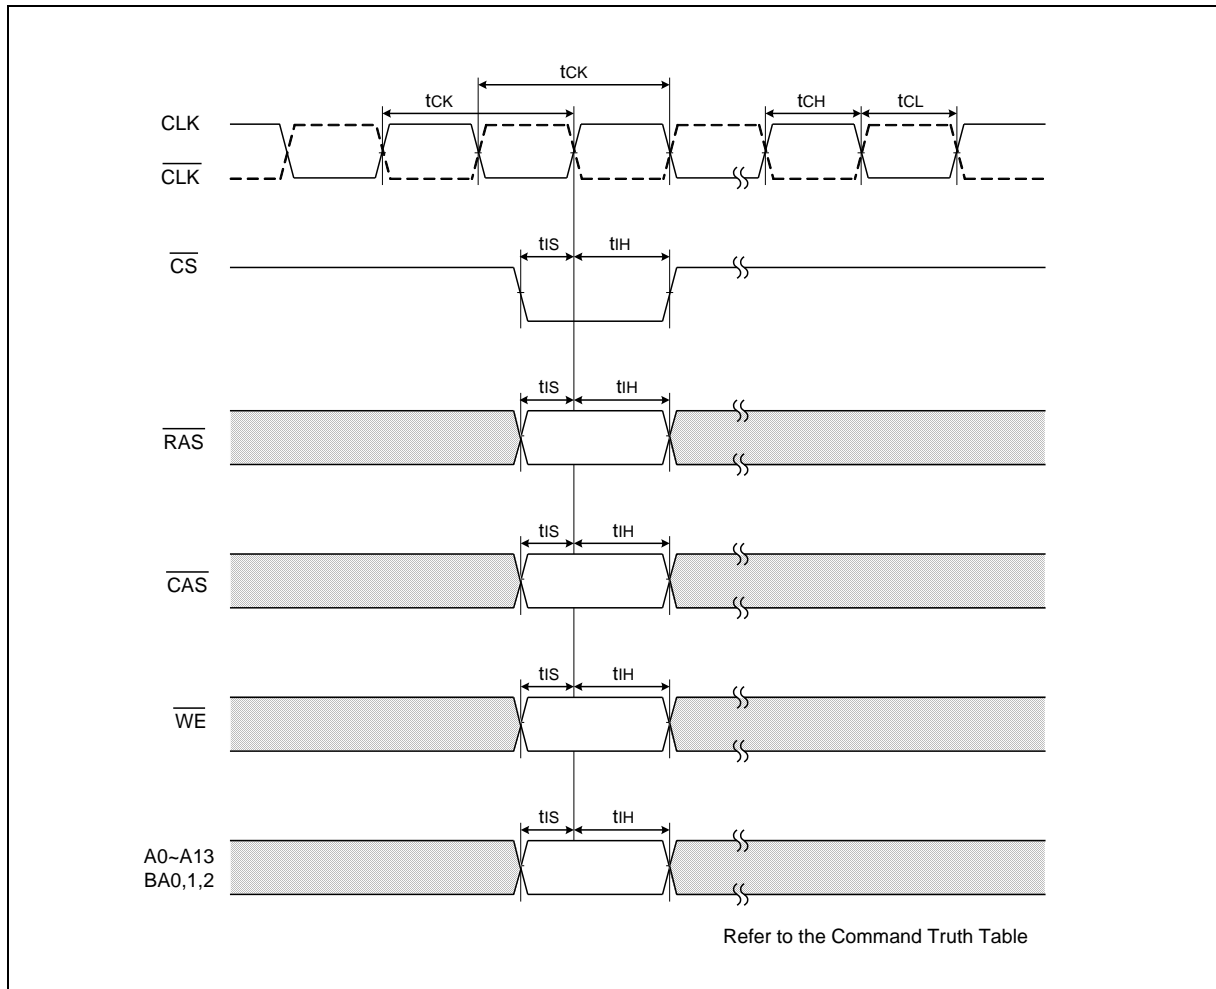 tCK
tCK
tCH
tCL
CLK
CLK
tIS
tIH
CS
tIS
tIH
RAS
tIS
tIH
CAS
tIS
tIH
WE
tIS
tIH
A0~A13
BA0,1,2
Refer to the Command Truth Table